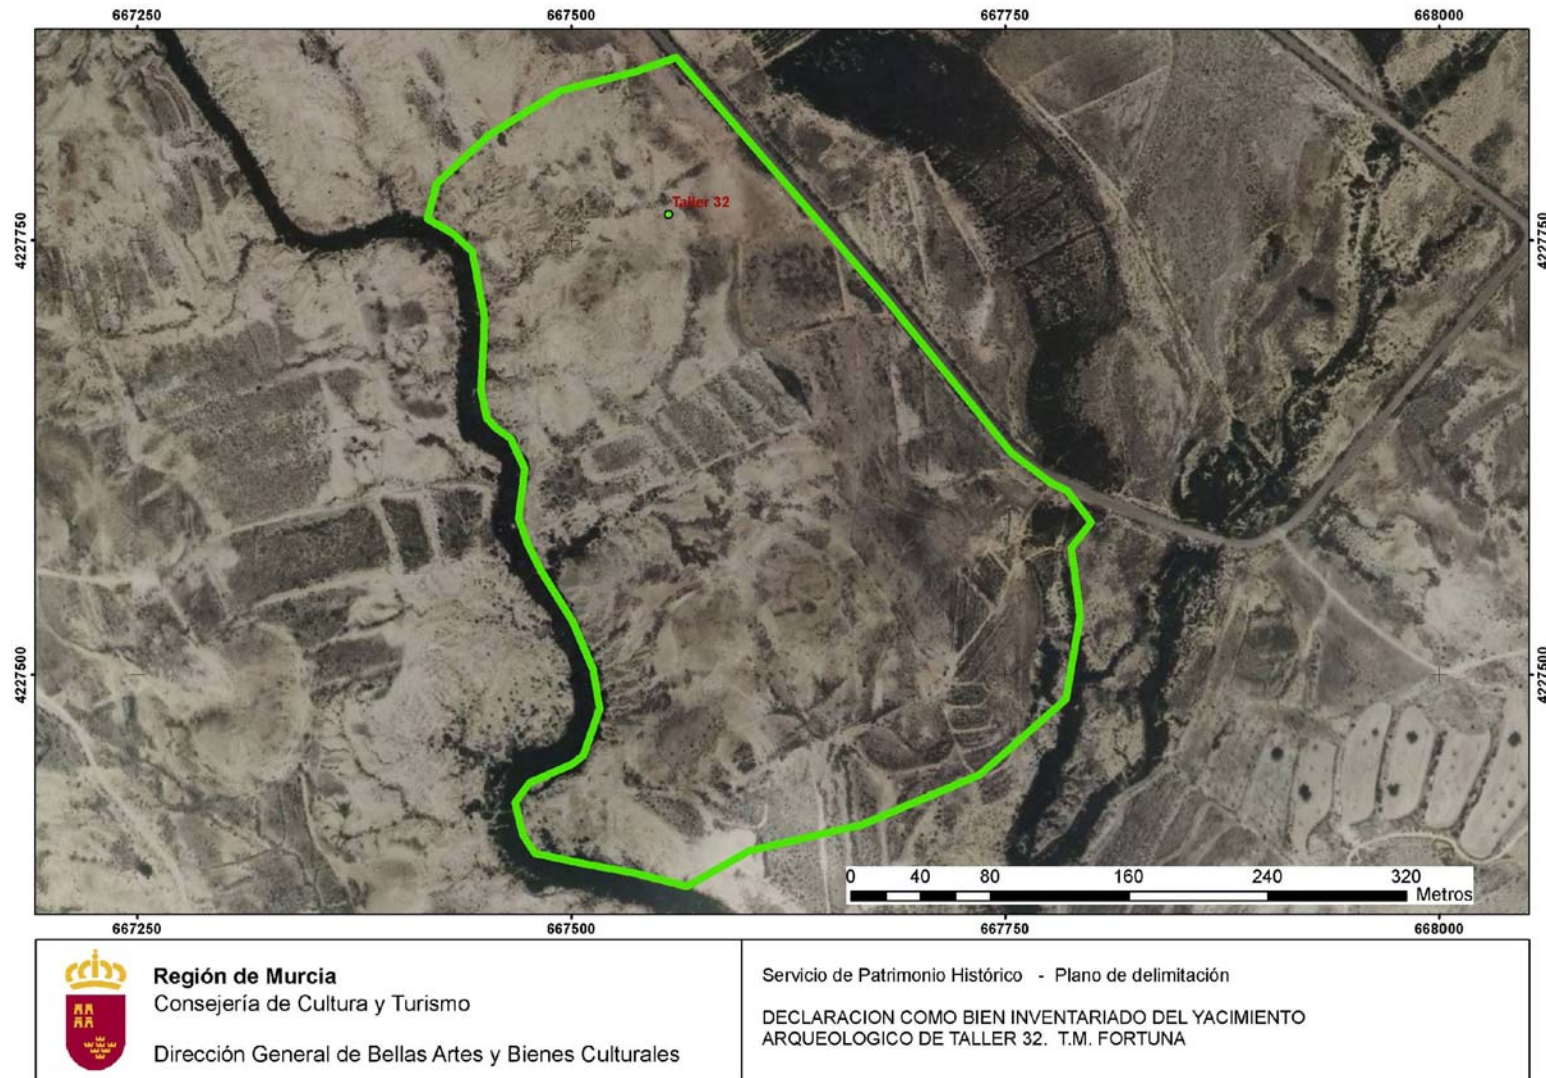 667250 667500 667750 668000
Taller 32
4227750 4227750
4227500 4227500
0 40 80 160 240 320
Metros
667250 667500 667750 668000
Región de Murcia
Consejería de Cultura y Turismo
Dirección General de Bellas Artes y Bienes Culturales
Servicio de Patrimonio Histórico - Plano de delimitación
DECLARACION COMO BIEN INVENTARIADO DEL YACIMIENTO
ARQUEOLOGICO DE TALLER 32. T.M. FORTUNA